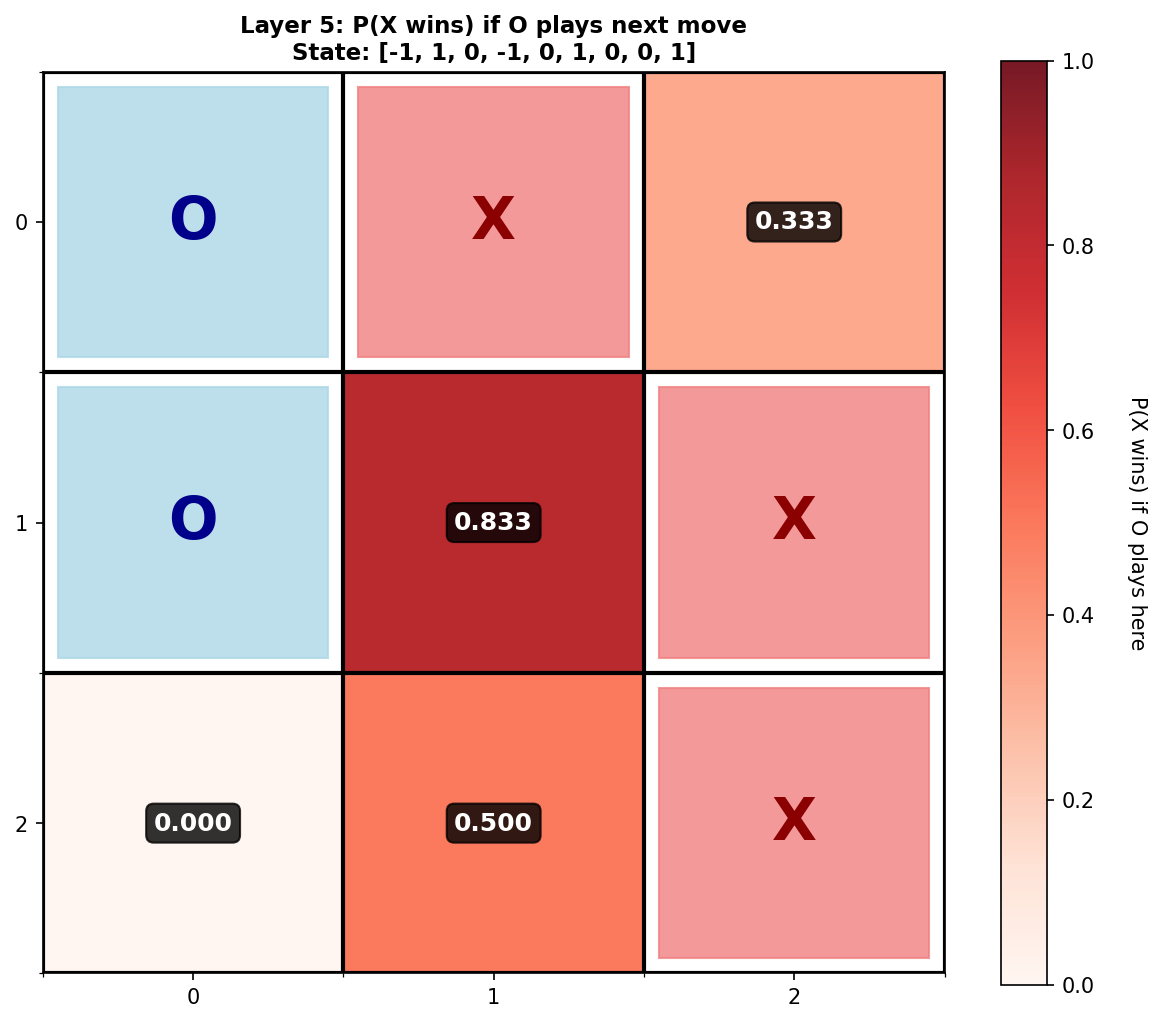 Layer 5: P(X wins) if O plays next move
State: [-1, 1, 0, -1, 0, 1, 0, 0, 1]
1.0
0.8
0.6
0.4
0.2
0.0
P(X wins) if O plays here
0
O
X
0.333
1
O
0.833
X
2
0.000
0.500
X
0
1
2